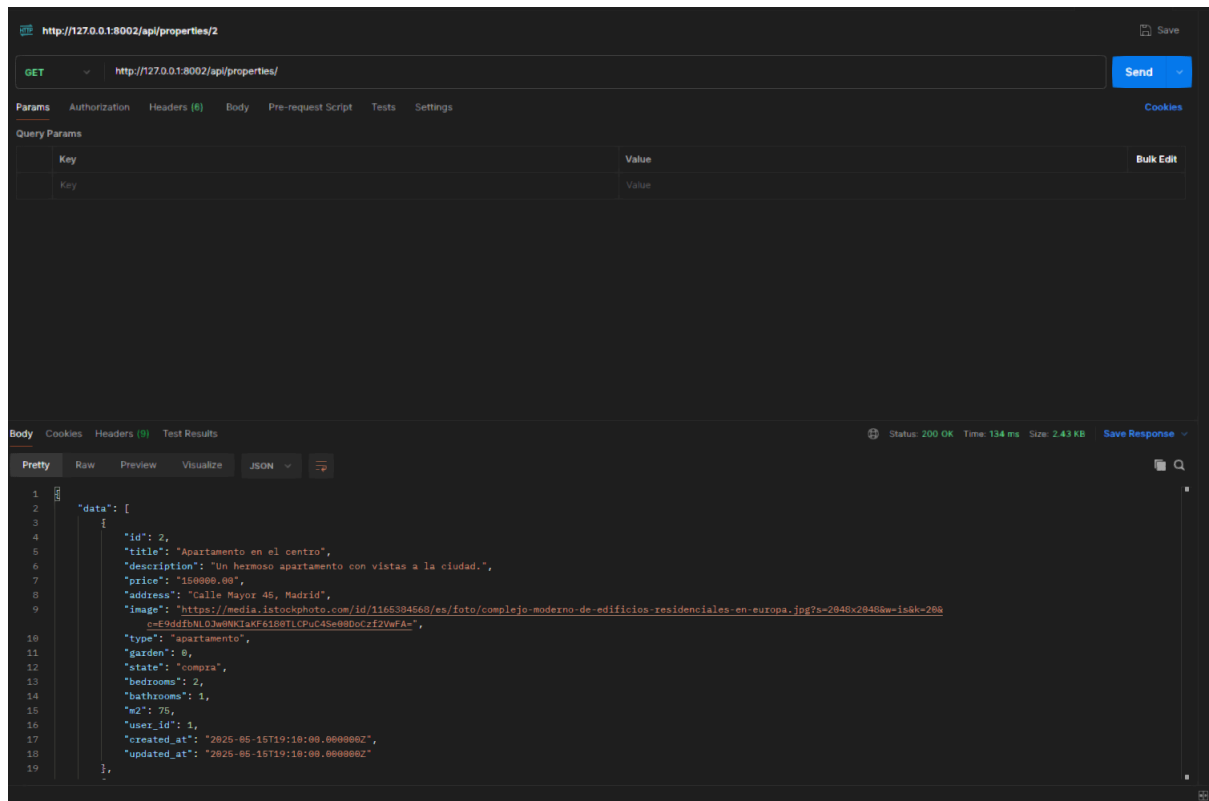 HTTP http://127.0.0.1:8002/api/properties/2 Save
GET http://127.0.0.1:8002/api/properties/ Send
Params Authorization Headers (6) Body Pre-request Script Tests Settings Cookies
Query Params
Key Value Bulk Edit
Key Value
Body Cookies Headers (9) Test Results Status: 200 OK Time: 134 ms Size: 2.43 KB Save Response
Pretty Raw Preview Visualize JSON
1 {
2 "data": [
3 {
4 "id": 2,
5 "title": "Apartamento en el centro",
6 "description": "Un hermoso apartamento con vistas a la ciudad.",
7 "price": "150000.00",
8 "address": "Calle Mayor 45, Madrid",
9 "image": "https://media.istockphoto.com/id/1165384568/es/foto/complejo-moderno-de-edificios-residenciales-en-europa.jpg?s=2048x2048&w=is&k=20&
10 "type": "apartamento",
11 "garden": 0,
12 "state": "compra",
13 "bedrooms": 2,
14 "bathrooms": 1,
15 "m2": 75,
16 "user_id": 1,
17 "created_at": "2025-05-15T19:10:00.000000Z",
18 "updated_at": "2025-05-15T19:10:00.000000Z"
19 },